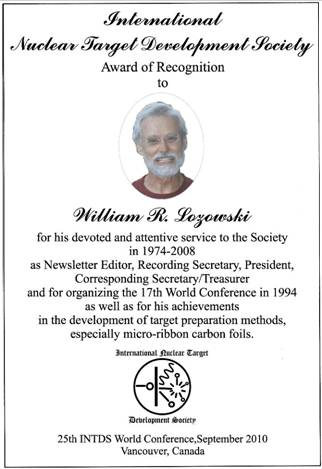 International
Nuclear Target Development Society
Award of Recognition
to
William R. Lozowski
for his devoted and attentive service to the Society
in 1974-2008
as Newsletter Editor, Recording Secretary, President,
Corresponding Secretary/Treasurer
and for organizing the 17th World Conference in 1994
as well as for his achievements
in the development of target preparation methods,
especially micro-ribbon carbon foils.
International Nuclear Target
Development Society
25th INTDS World Conference,September 2010
Vancouver, Canada